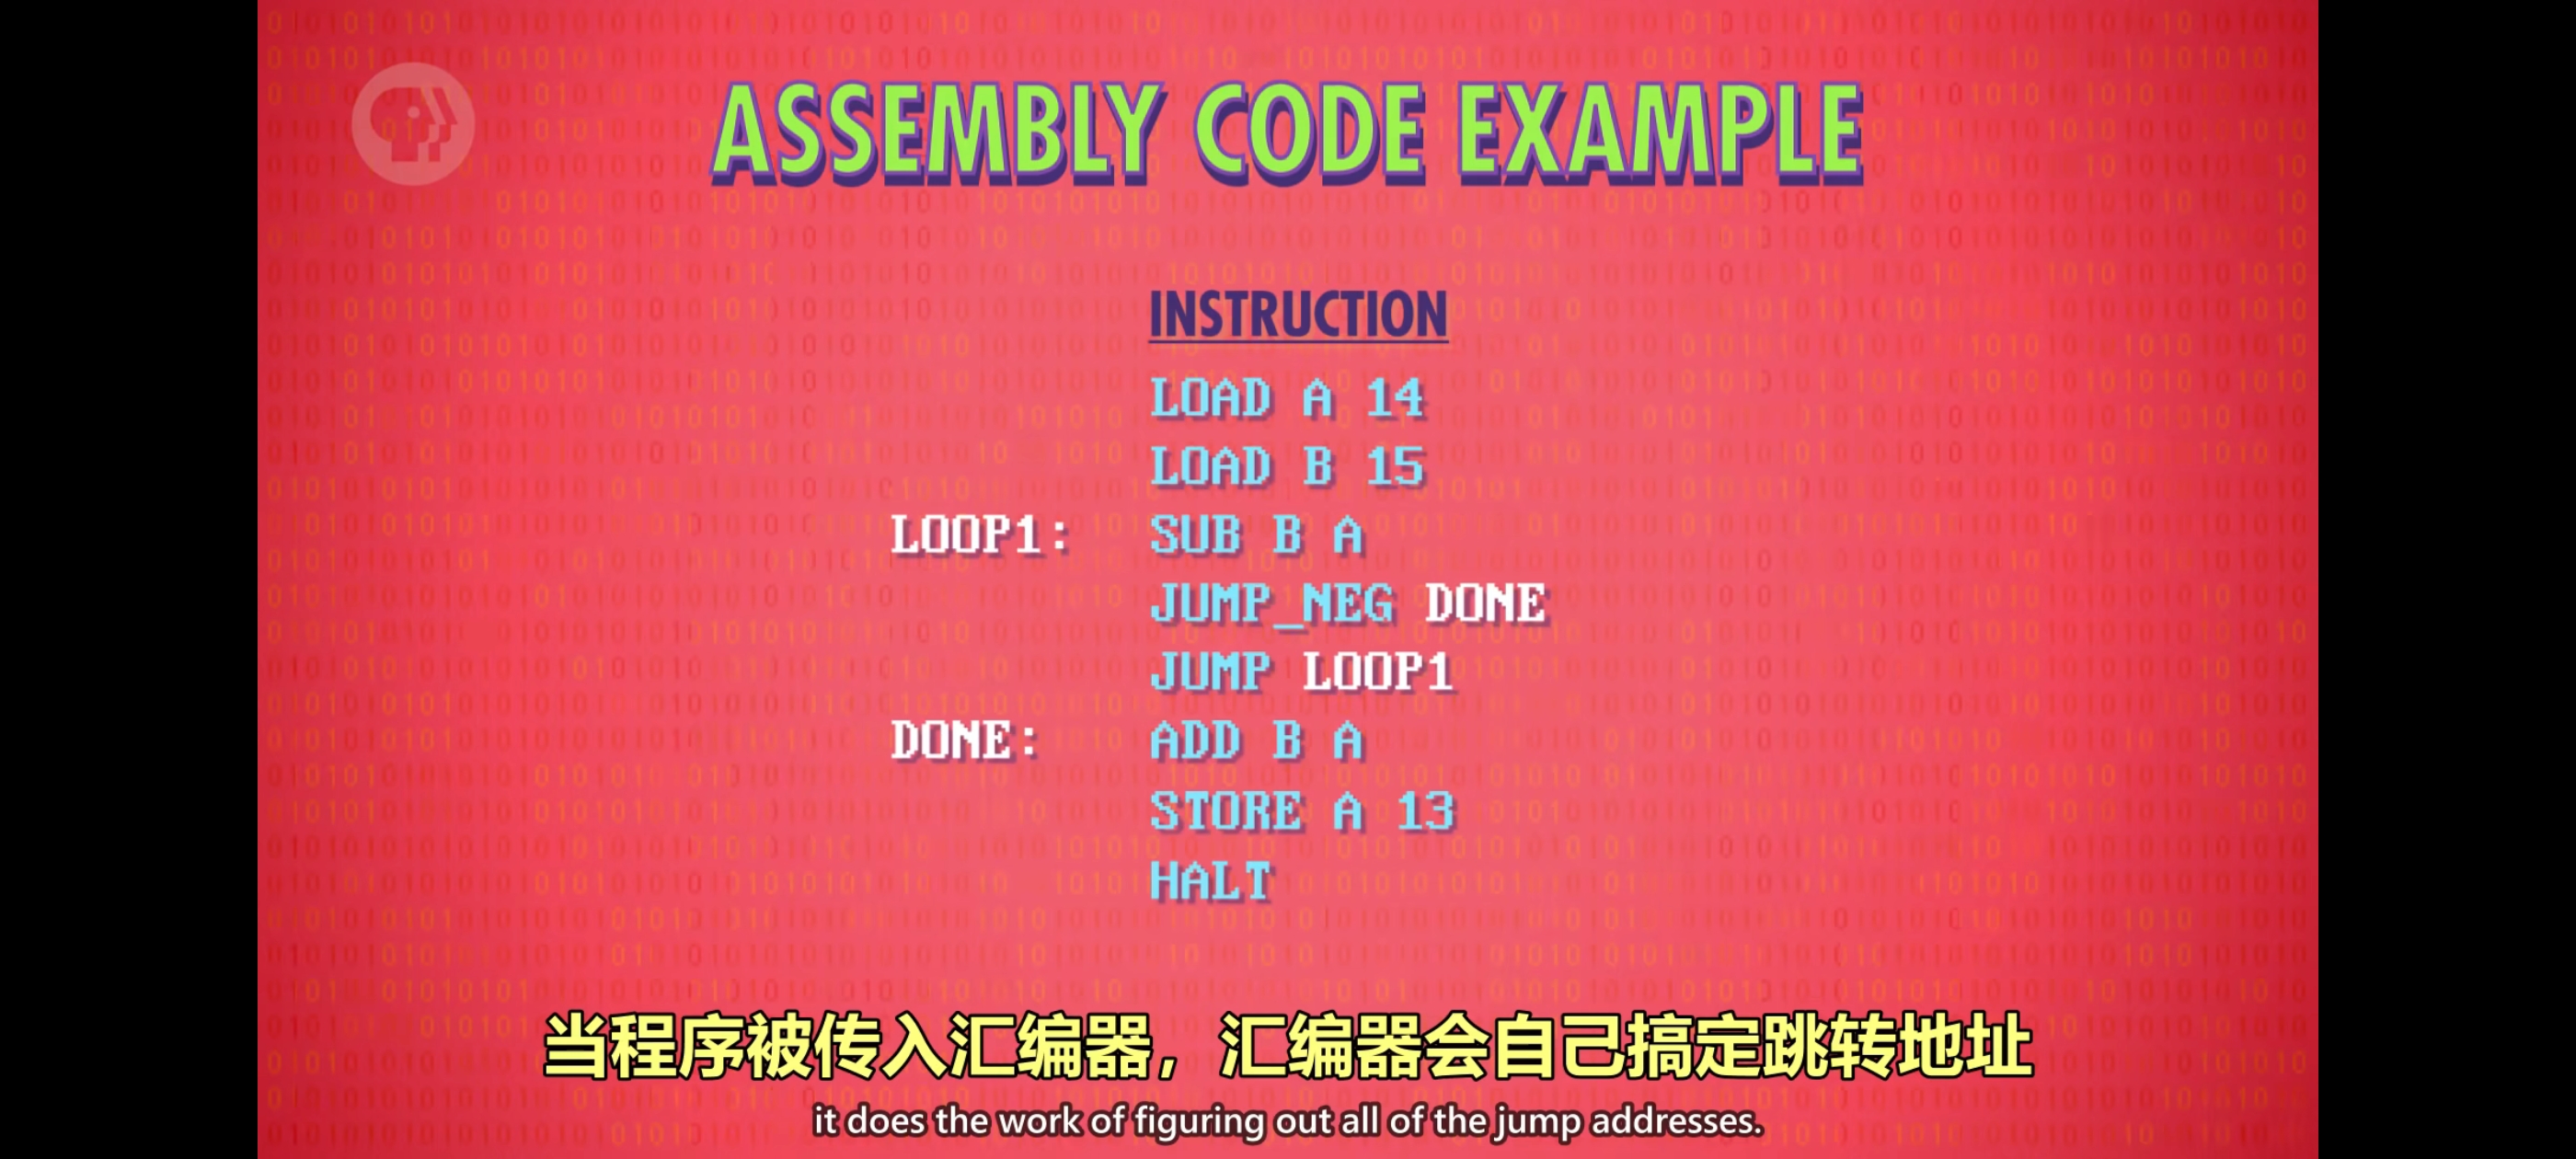 ASSEMBLY CODE EXAMPLE
INSTRUCTION
LOAD A 14
LOAD B 15
LOOP1: SUB B A
JUMP_NEG DONE
JUMP LOOP1
DONE: ADD B A
STORE A 13
HALT
当程序被传入汇编器，汇编器会自己搞定跳转地址
it does the work of figuring out all of the jump addresses.